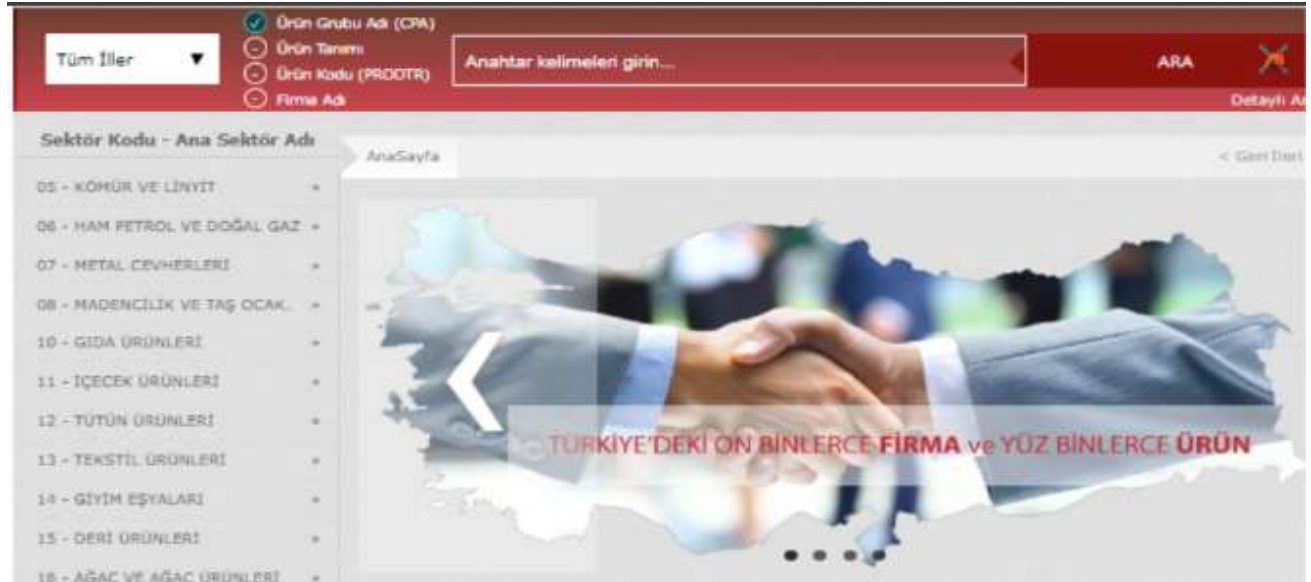 Tüm İller
Ürün Grubu Adı (CPA)
Ürün Tanımı
Ürün Kodu (PRODTR)
Firma Adı
Anahtar kelimeleri girin...
ARA
Detaylı
Sektör Kodu - Ana Sektör Adı
AnaSayfa
< Geri İleri
05 - KÖMÜR VE LİNYİT
06 - HAM PETROL VE DOĞAL GAZ
07 - METAL CEVHERLERİ
08 - MADENCİLİK VE TAŞ OCAK..
10 - GIDA ÜRÜNLERİ
11 - İÇECEK ÜRÜNLERİ
12 - TÜTÜN ÜRÜNLERİ
13 - TEKSTİL ÜRÜNLERİ
14 - GİYİM EŞYALARI
15 - DERİ ÜRÜNLERİ
16 - AĞAÇ VE AĞAÇ ÜRÜNLERİ
TÜRKİYE'DEKİ ON BİNLERCE FİRMA ve YÜZ BİNLERCE ÜRÜN